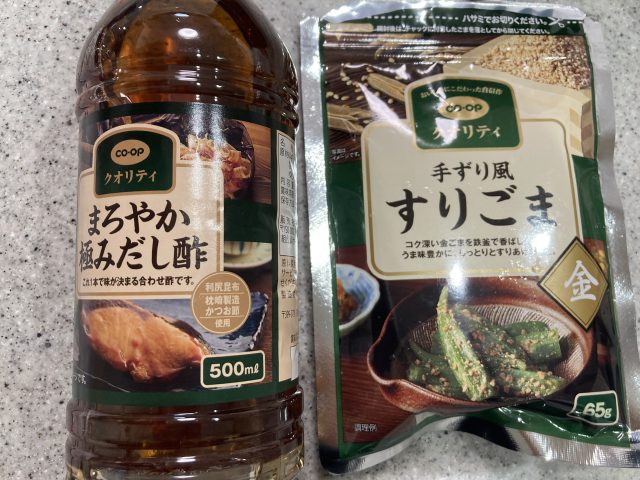 co-op
クオリティ
まろやか
極みだし酢
これ1本で味が決まる合わせ酢です。
利尻昆布
枕崎製造
かつお節
使用
500ml
ハサミでお切りください。
co-op
クオリティ
手ずり風
すりごま
コク深い金ごまを鉄釜で香ばし
うま味豊かに、しっとりとすりあ
金
調理例
65g